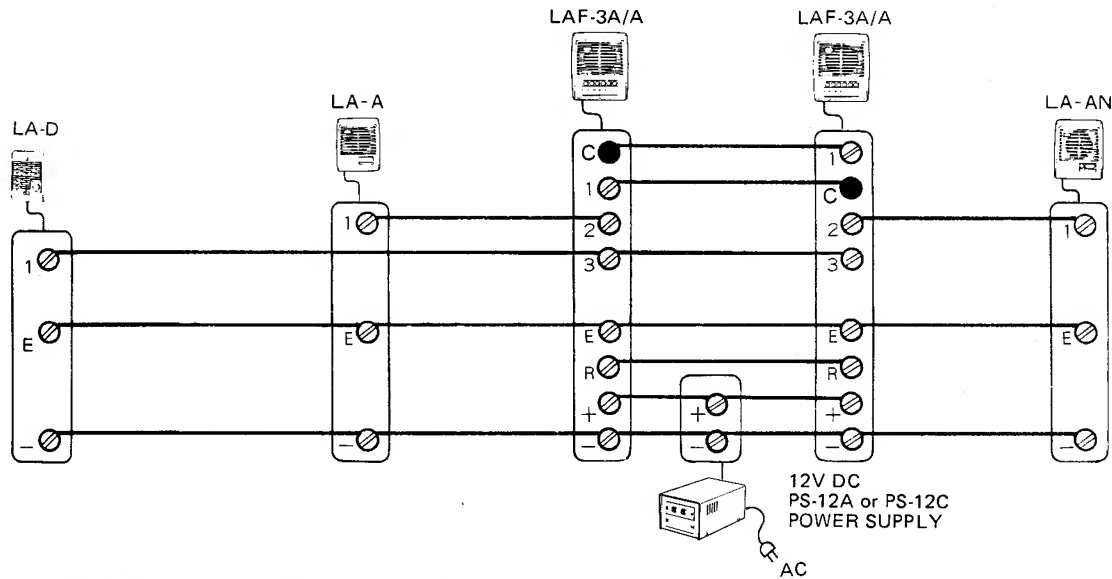 LAF-3A/A
LAF-3A/A
LA-D
LA-A
LA-AN
C
1
1
C
1
2
2
1
1
3
3
E
E
E
E
E
R
R
+
+
+
−
−
−
−
−
−
12V DC
PS-12A or PS-12C
POWER SUPPLY
AC